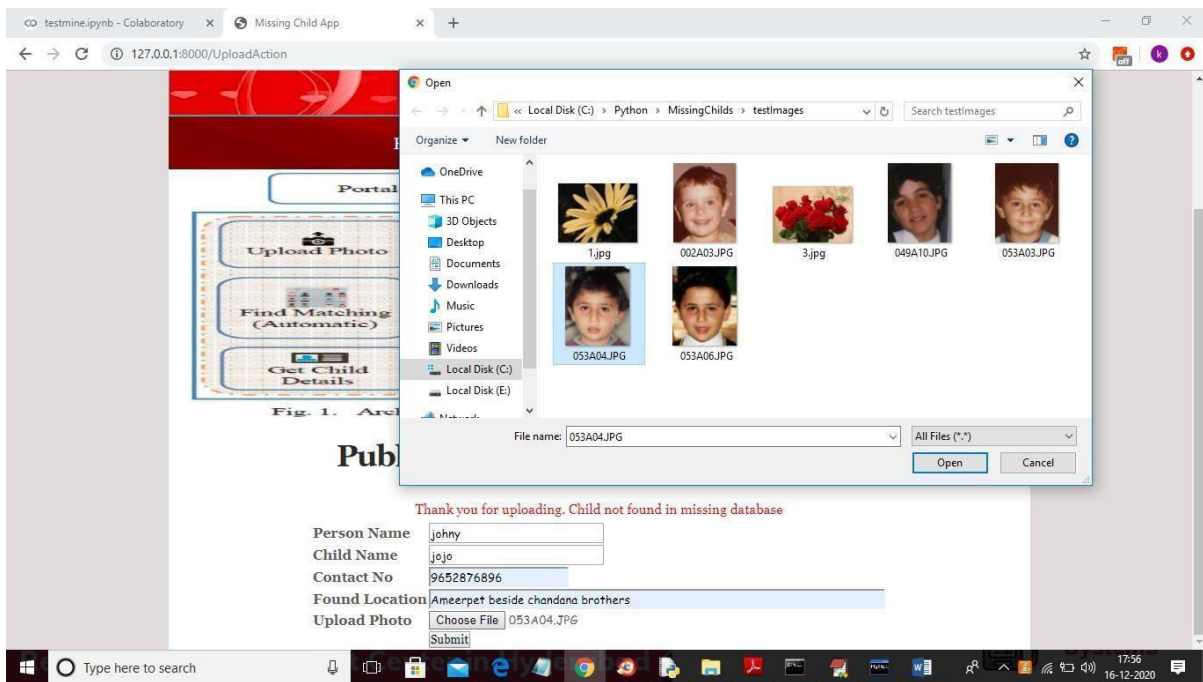 testmine.ipynb - Colaboratory
Missing Child App
127.0.0.1:8000/UploadAction
off
k
Open
« Local Disk (C:) > Python > MissingChilds > testImages
Search testImages
Organize
New folder
OneDrive
This PC
3D Objects
Desktop
Documents
Downloads
Music
Pictures
Videos
Local Disk (C:)
Local Disk (E:)
Network
1.jpg
002A03.JPG
3.jpg
049A10.JPG
053A03.JPG
053A04.JPG
053A06.JPG
File name: 053A04.JPG
All Files (*.*)
Open
Cancel
Portal
Upload Photo
Find Matching
(Automatic)
Get Child
Details
Fig. 1.
Thank you for uploading. Child not found in missing database
Person Name johny
Child Name jojo
Contact No 9652876896
Found Location Ameerpet beside chandana brothers
Upload Photo Choose File 053A04.JPG
Submit
Type here to search
17:56
16-12-2020